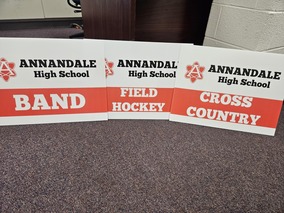 ANNANDALE
High School
BAND
ANNANDALE
High School
FIELD
HOCKEY
A ANNANDALE
High School
CROSS
COUNTRY